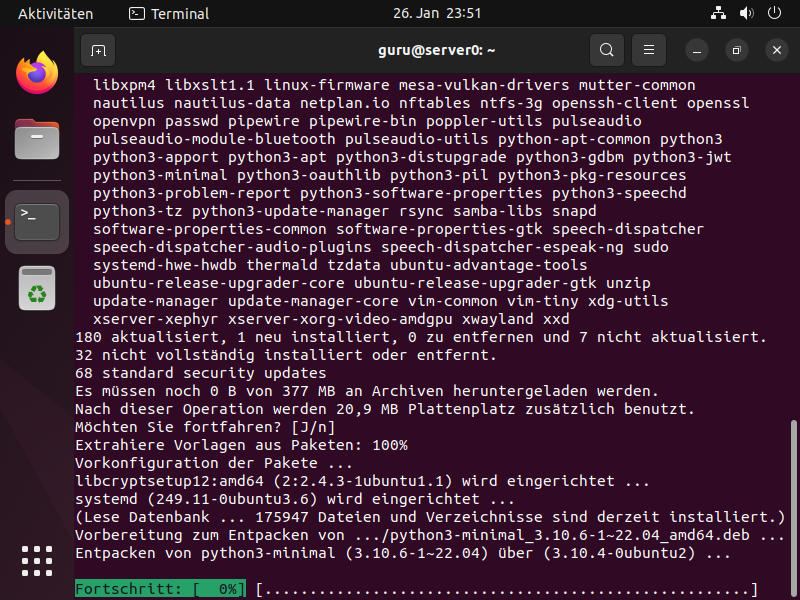 Aktivitäten
Terminal
26. Jan 23:51
guru@server0: ~
libxpm4 libxslt1.1 linux-firmware mesa-vulkan-drivers mutter-common
nautilus nautilus-data netplan.io nftables ntfs-3g openssh-client openssl
openvpn passwd pipewire pipewire-bin poppler-utils pulseaudio
pulseaudio-module-bluetooth pulseaudio-utils python-apt-common python3
python3-apport python3-apt python3-distupgrade python3-gdbm python3-jwt
python3-minimal python3-oauthlib python3-pil python3-pkg-resources
python3-problem-report python3-software-properties python3-speechd
python3-tz python3-update-manager rsync samba-libs snapd
software-properties-common software-properties-gtk speech-dispatcher
speech-dispatcher-audio-plugins speech-dispatcher-espeak-ng sudo
systemd-hwe-hwdb thermald tzdata ubuntu-advantage-tools
ubuntu-release-upgrader-core ubuntu-release-upgrader-gtk unzip
update-manager update-manager-core vim-common vim-tiny xdg-utils
xserver-xephyr xserver-xorg-video-amdgpu xwayland xxd
180 aktualisiert, 1 neu installiert, 0 zu entfernen und 7 nicht aktualisiert.
32 nicht vollständig installiert oder entfernt.
68 standard security updates
Es müssen noch 0 B von 377 MB an Archiven heruntergeladen werden.
Nach dieser Operation werden 20,9 MB Plattenplatz zusätzlich benutzt.
Möchten Sie fortfahren? [J/n]
Extrahiere Vorlagen aus Paketen: 100%
Vorkonfiguration der Pakete ...
libcryptsetup12:amd64 (2:2.4.3-1ubuntu1.1) wird eingerichtet ...
systemd (249.11-0ubuntu3.6) wird eingerichtet ...
(Lese Datenbank ... 175947 Dateien und Verzeichnisse sind derzeit installiert.)
Vorbereitung zum Entpacken von .../python3-minimal_3.10.6-1~22.04_amd64.deb ...
Entpacken von python3-minimal (3.10.6-1~22.04) über (3.10.4-0ubuntu2) ...
Fortschritt: [  0%] [......................................................]